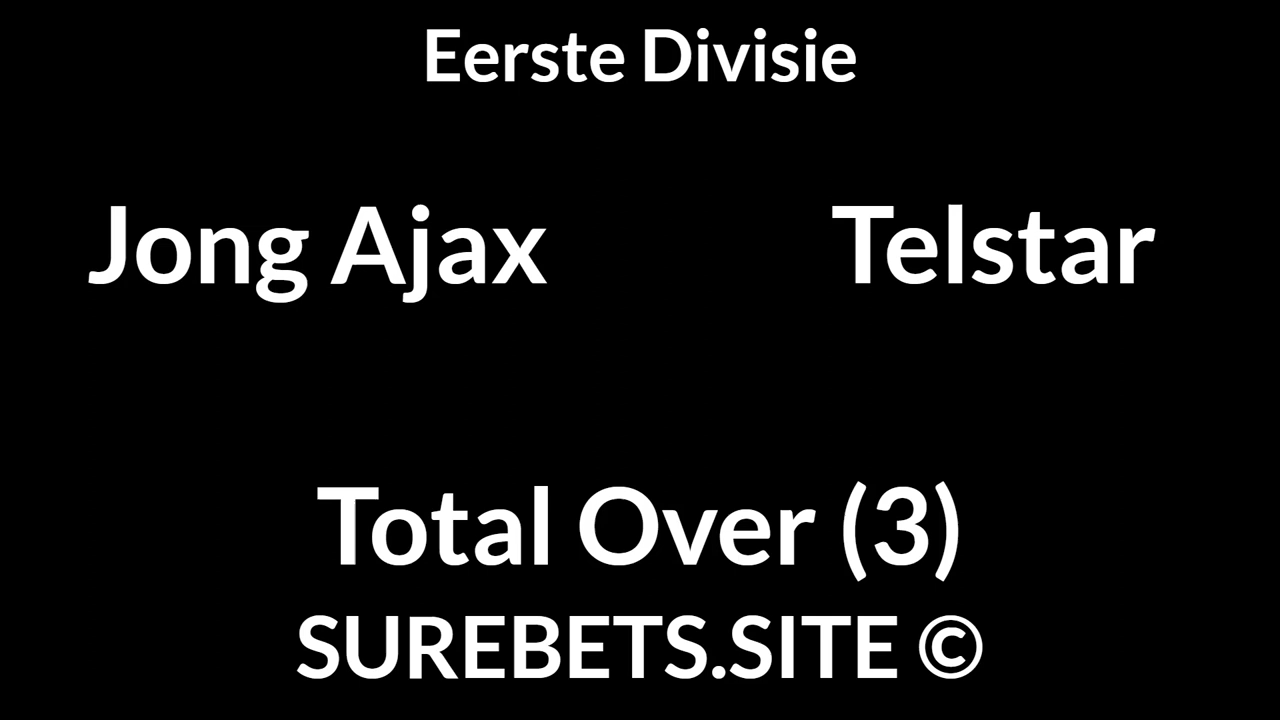 Eerste Divisie
Jong Ajax Telstar
Total Over (3)
SUREBETS.SITE ©